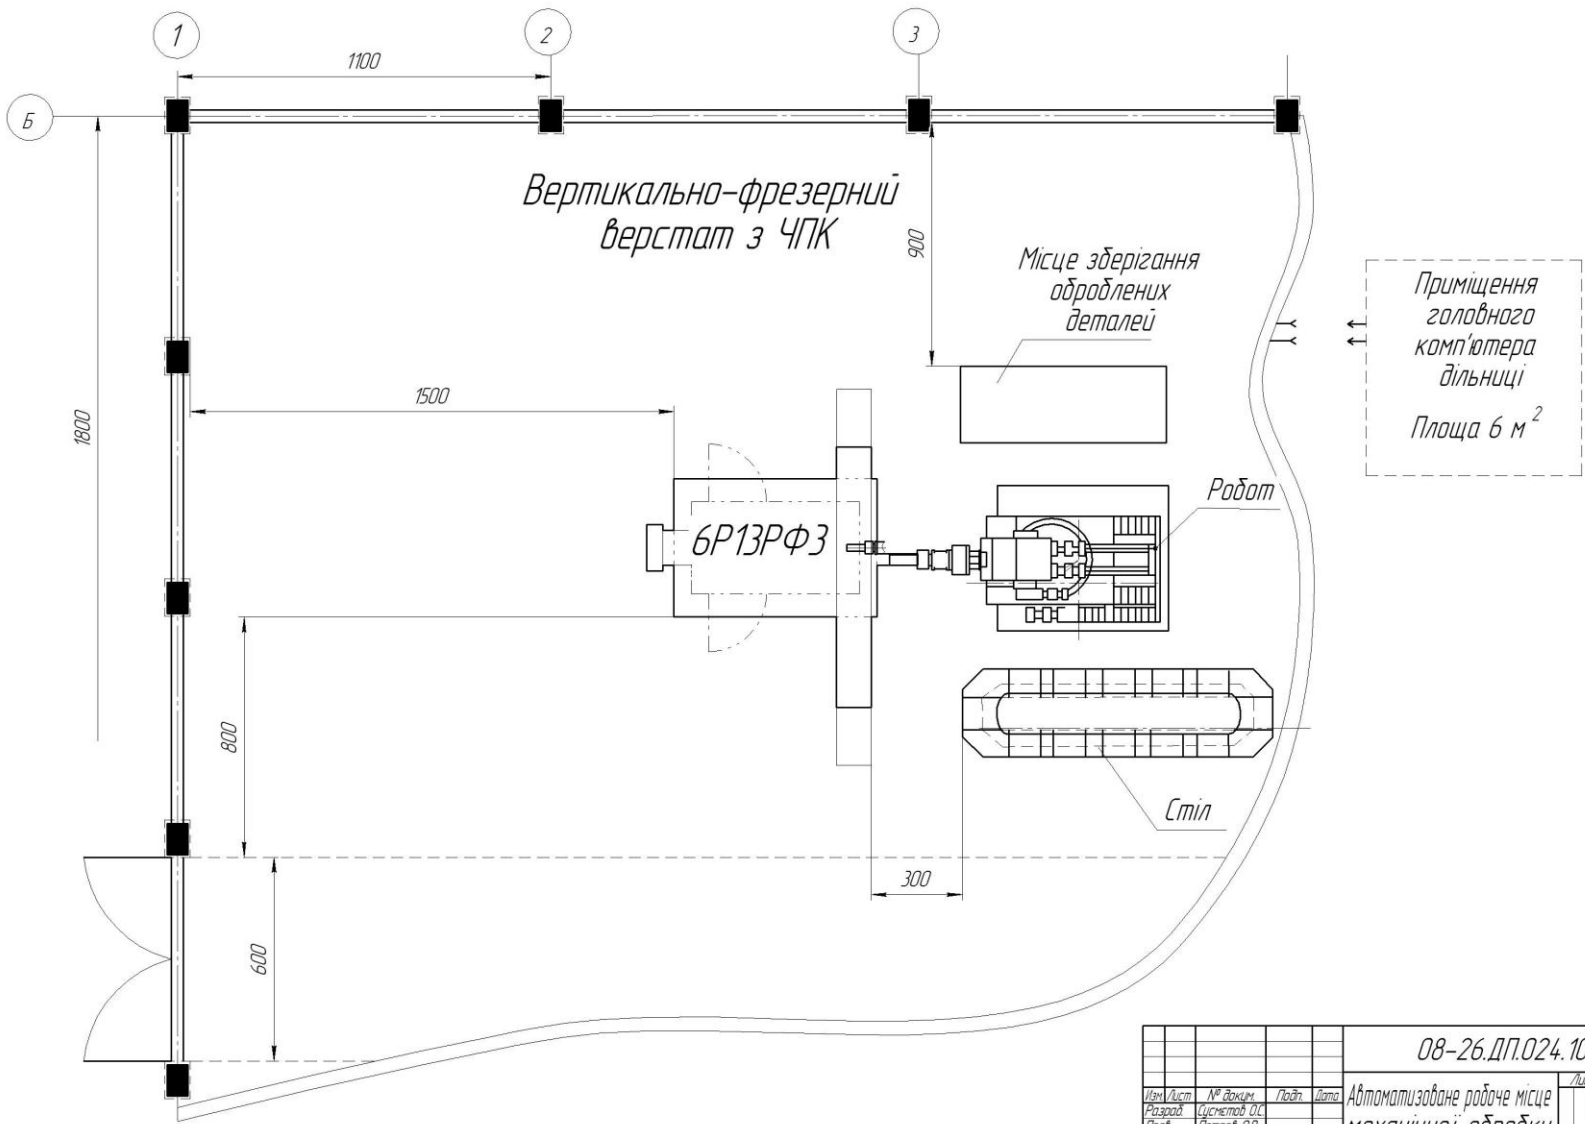 1
2
3
1100
Б
Вертикально-фрезерний
верстат з ЧПК
900
Місце зберігання
оброблених
деталей
Приміщення
головного
комп'ютера
дільниці
Площа 6 м²
1800
1500
Робот
6Р13РФ3
800
Стіл
300
600
08-26.ДП.024.10
Изм. Лист № докум. Подп. Дата
Автоматизоване робоче місце
Разраб. Сусметов О.С.
механічної обробки